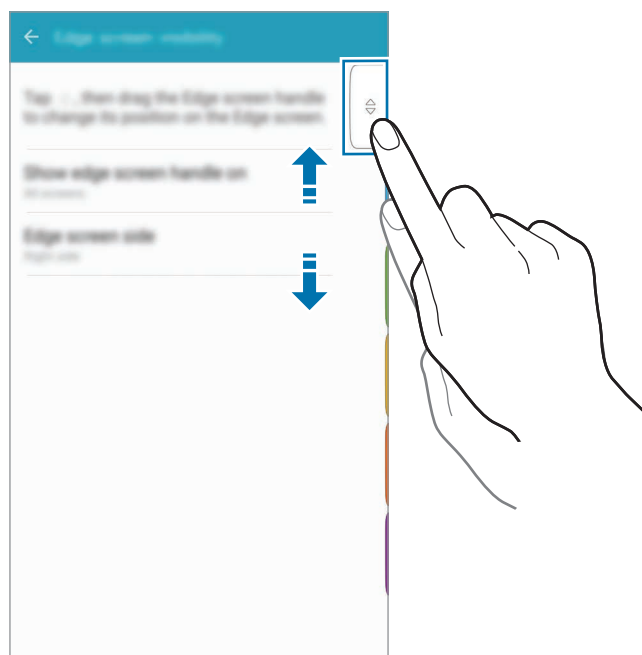 Edge screen visibility
Tap , then drag the Edge screen handle
to change its position on the Edge screen.
Show edge screen handle on
All screens
Edge screen side
Right side